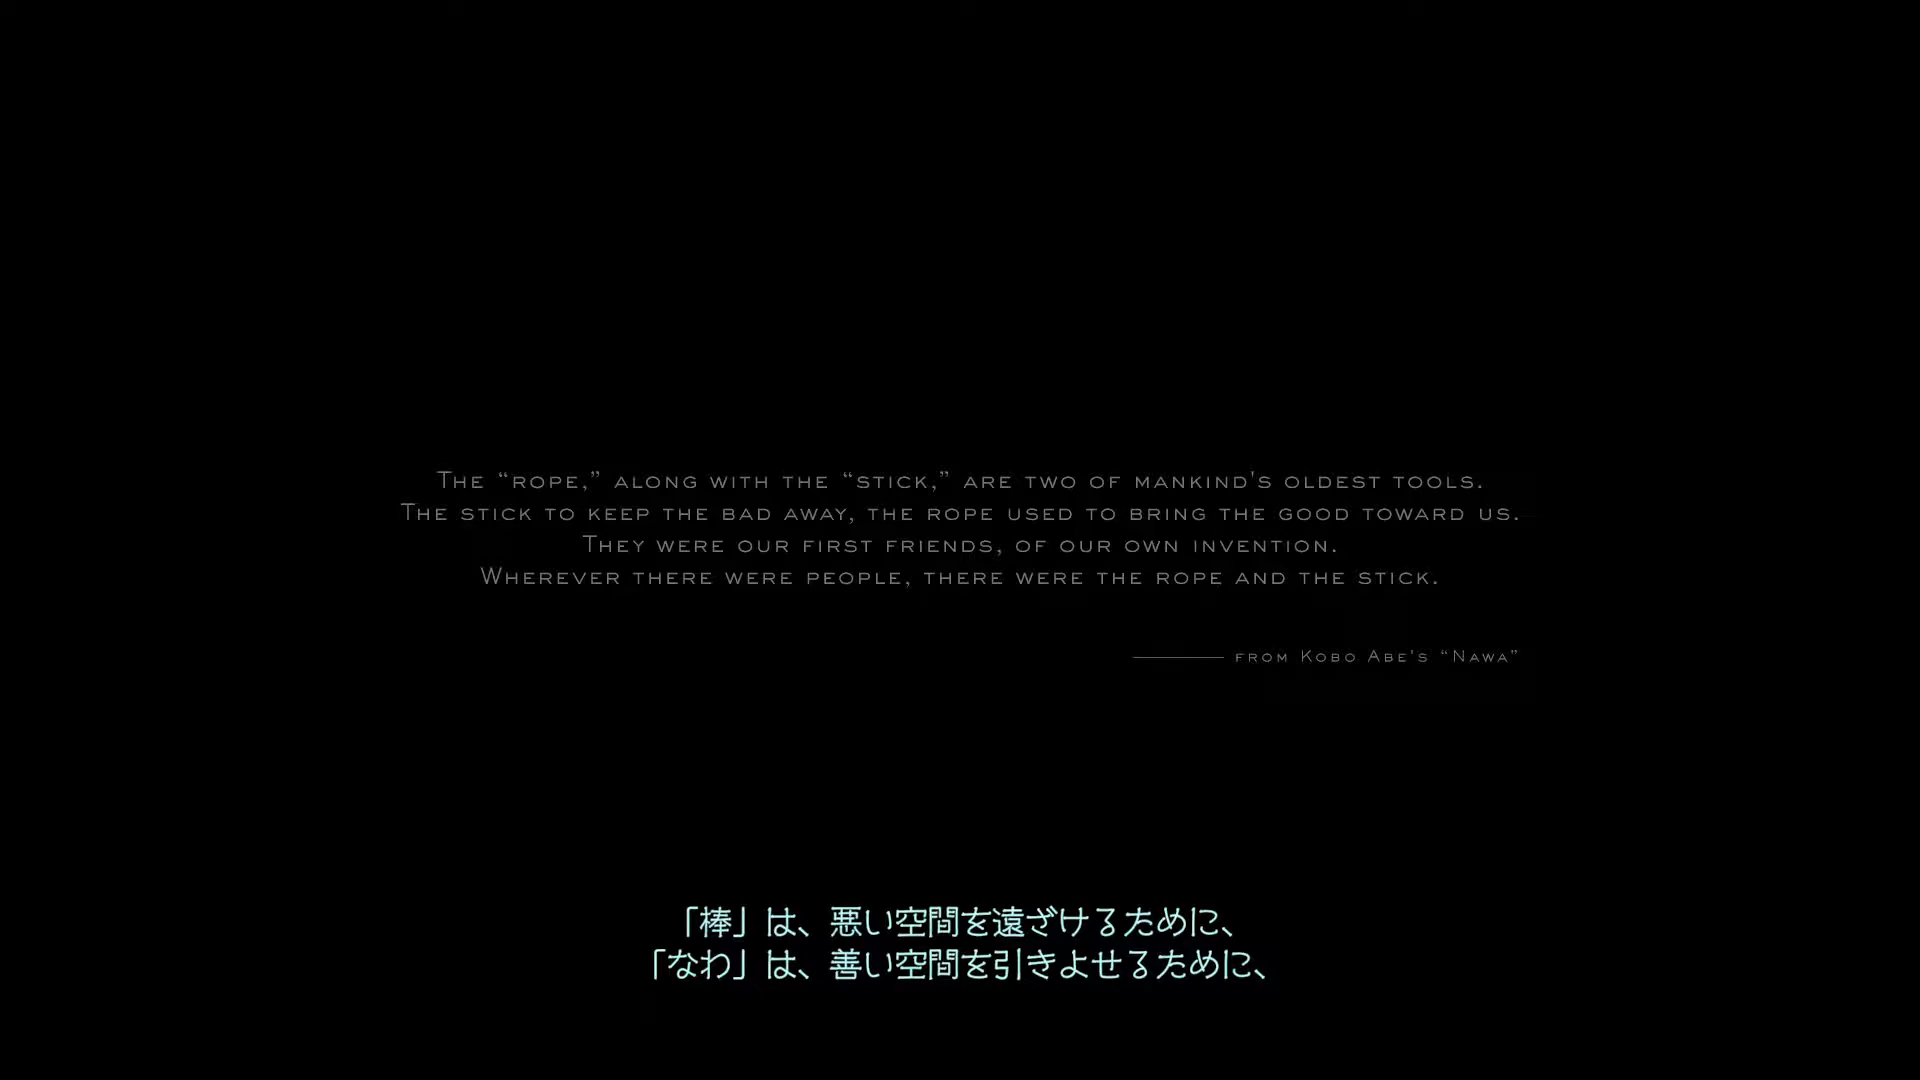 The “rope,” along with the “stick,” are two of mankind's oldest tools.
The stick to keep the bad away, the rope used to bring the good toward us.
They were our first friends, of our own invention.
Wherever there were people, there were the rope and the stick.
from Kobo Abe's “Nawa”
「棒」は、悪い空間を遠ざけるために、
「なわ」は、善い空間を引きよせるために、